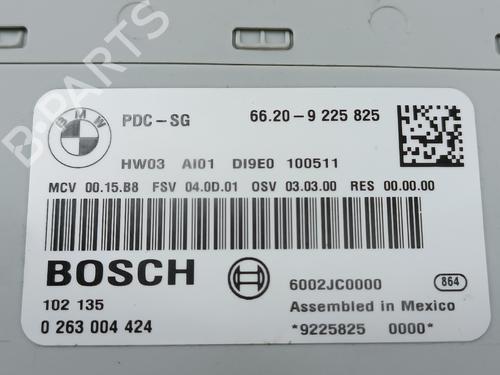 BMW
PDC-SG 66.20-9 225 825
HW03 AI01 DI9E0 100511
MCV 00.15.B8 FSV 04.0D.01 OSV 03.03.00 RES 00.00.00
BOSCH
6002JC0000 864
102 135
Assembled in Mexico
0 263 004 424
*9225825 0000*
B-PARTS